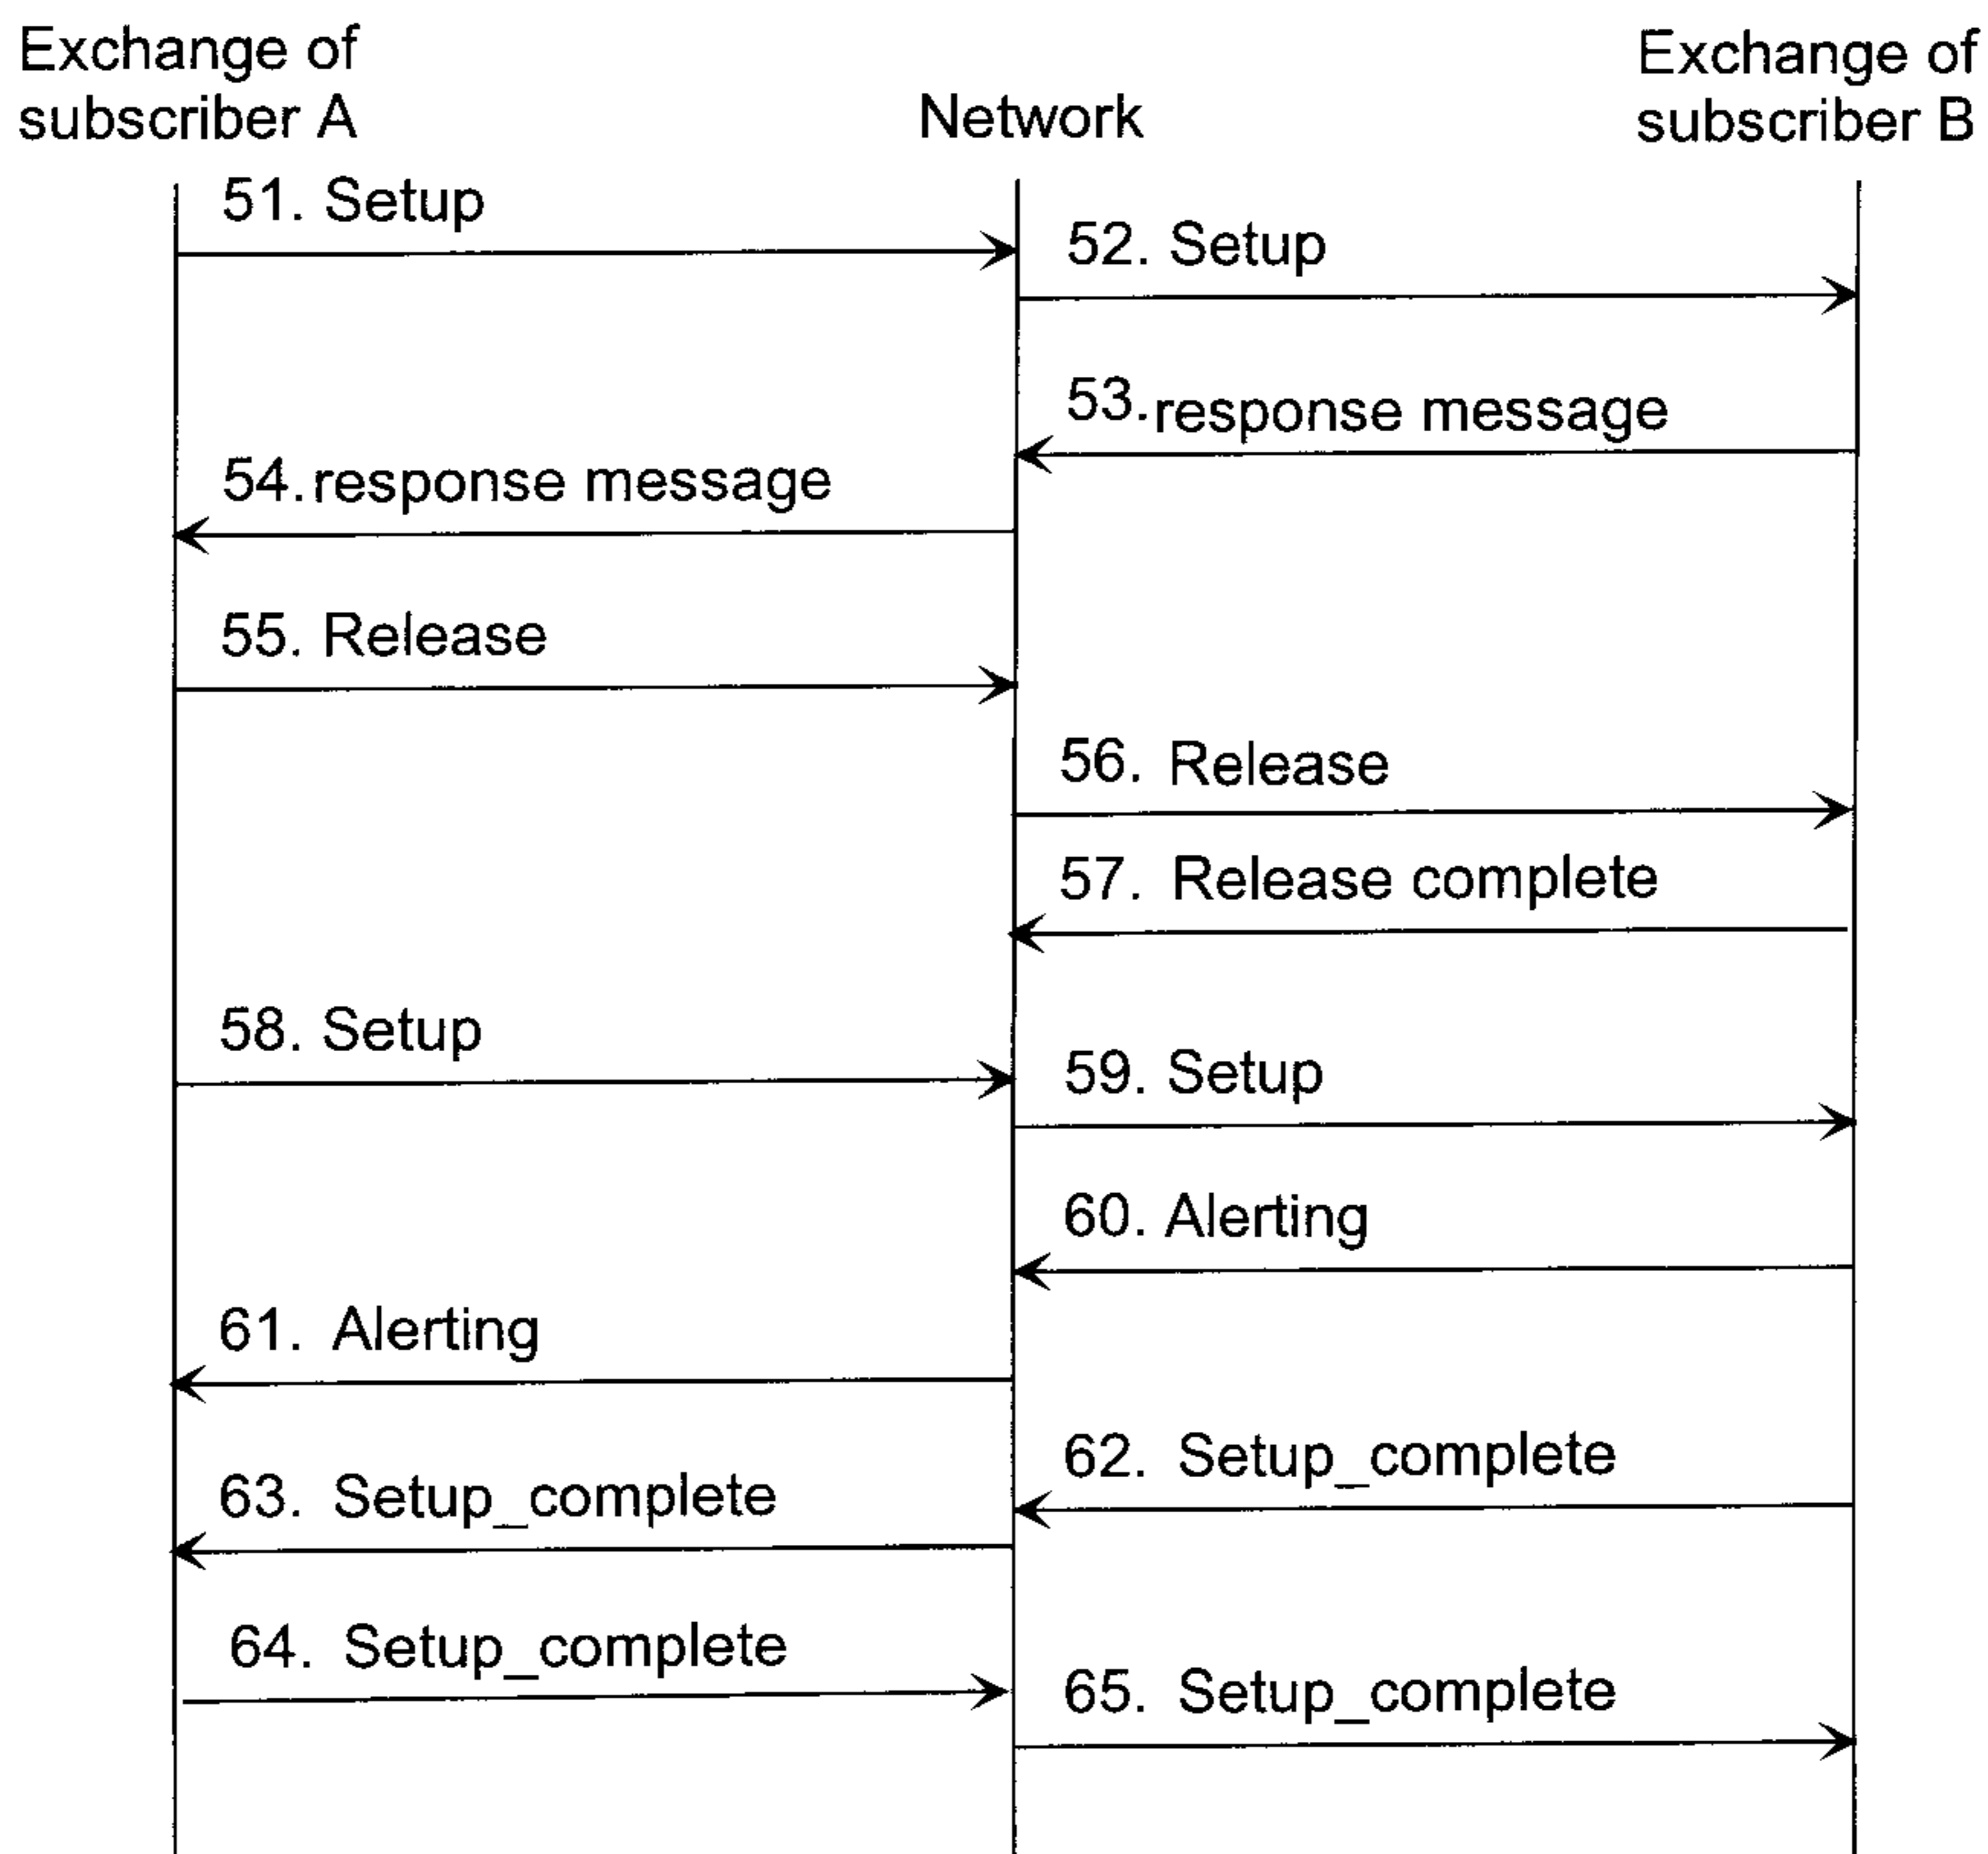 Exchange of
subscriber A
Network
Exchange of
subscriber B
51. Setup
52. Setup
53. response message
54. response message
55. Release
56. Release
57. Release complete
58. Setup
59. Setup
60. Alerting
61. Alerting
62. Setup_complete
63. Setup_complete
64. Setup_complete
65. Setup_complete